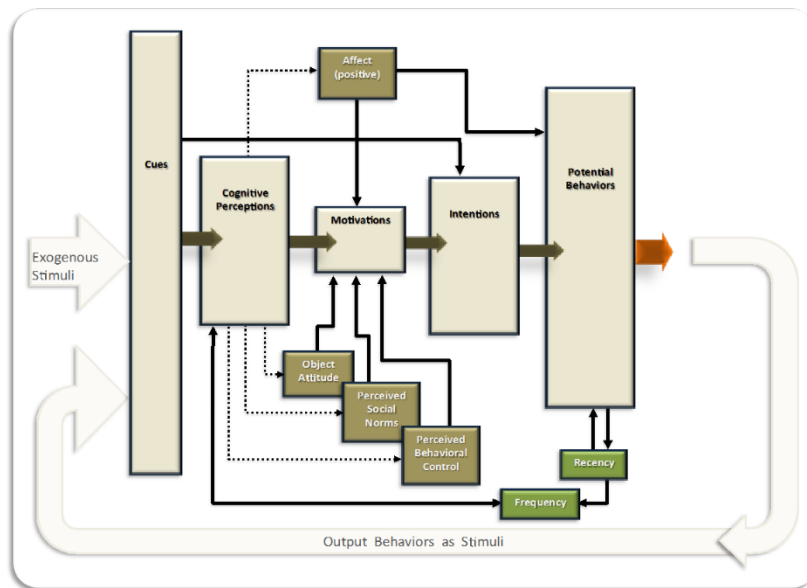 Affect
(positive)
Cues
Cognitive
Perceptions
Motivations
Intentions
Potential
Behaviors
Exogenous
Stimuli
Object
Attitude
Perceived
Social
Norms
Perceived
Behavioral
Control
Recency
Frequency
Output Behaviors as Stimuli